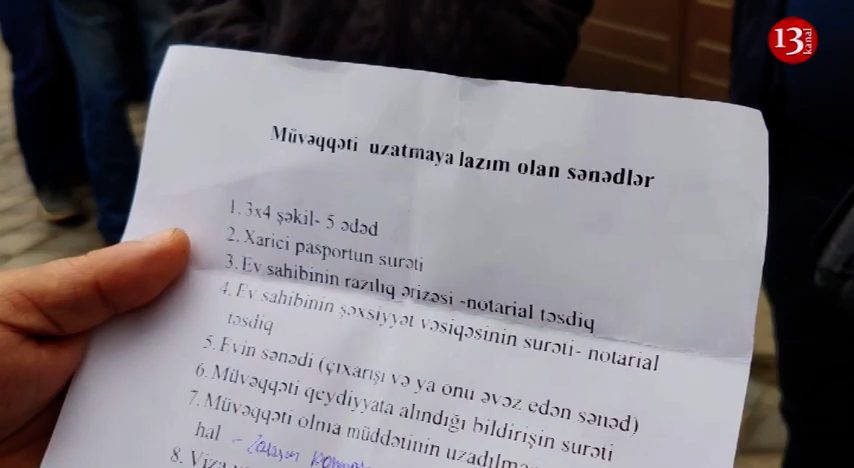 13
kanal
Müvəqqəti uzatmaya lazım olan sənədlər
1. 3x4 şəkil- 5 ədəd
2. Xarici pasportun surəti
3. Ev sahibinin razılıq ərizəsi -notarial təsdiq
4. Ev sahibinin şəxsiyyət vəsiqəsinin surəti- notarial
təsdiq
5. Evin sənədi (çıxarışı və ya onu əvəz edən sənəd)
6. Müvəqqəti qeydiyyata alındığı bildirişin surəti
7. Müvəqqəti olma müddətinin
hal -
8. Viza